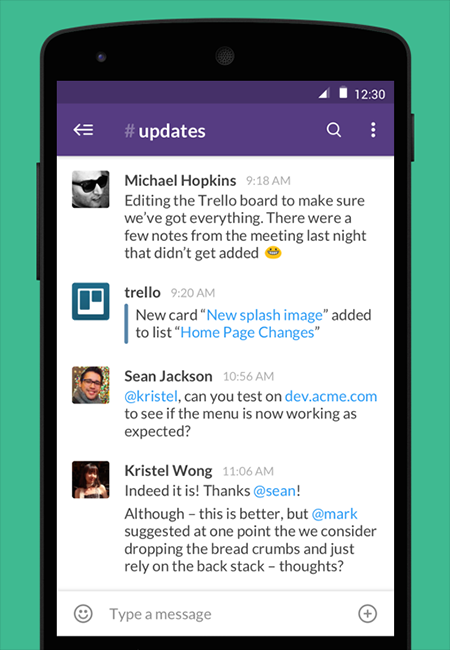 12:30
# updates
Michael Hopkins 9:18 AM
Editing the Trello board to make sure
we've got everything. There were a
few notes from the meeting last night
that didn't get added 😁
trello 9:20 AM
New card “New splash image” added
to list “Home Page Changes”
Sean Jackson 10:56 AM
@kristel, can you test on dev.acme.com
to see if the menu is now working as
expected?
Kristel Wong 11:06 AM
Indeed it is! Thanks @sean!
Although – this is better, but @mark
suggested at one point the we consider
dropping the bread crumbs and just
rely on the back stack – thoughts?
Type a message